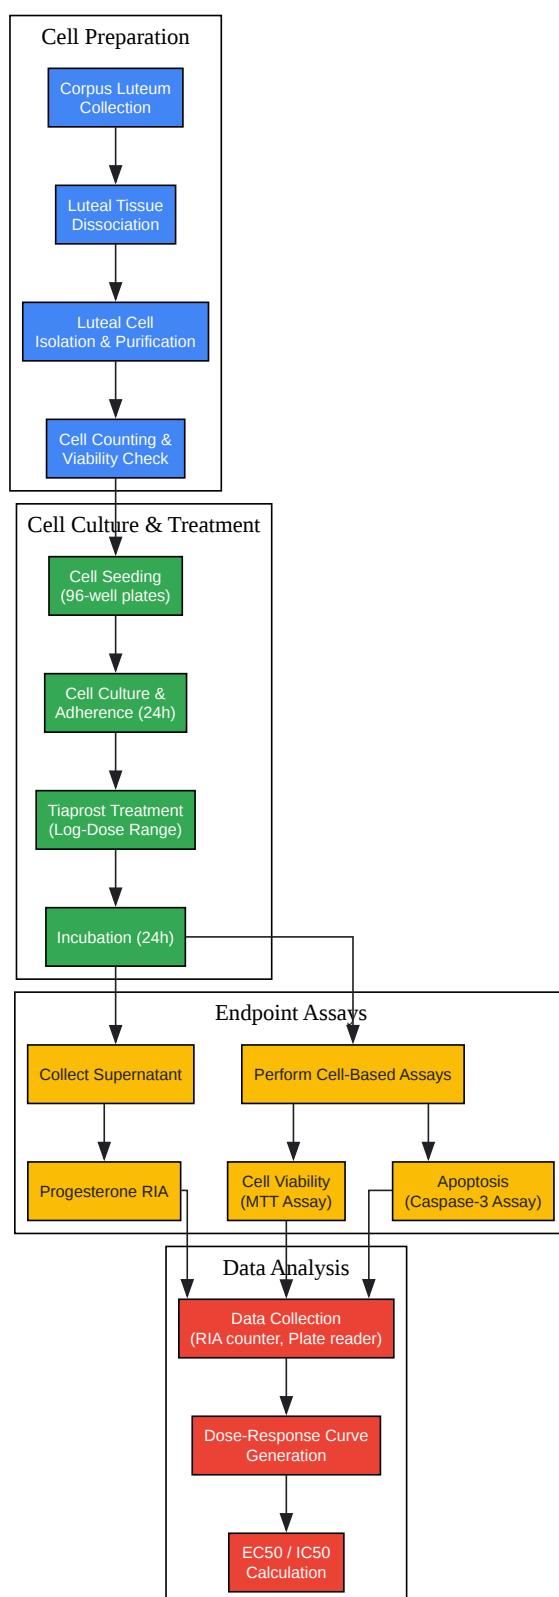 Cell Preparation
Corpus Luteum
Collection
Luteal Tissue
Dissociation
Luteal Cell
Isolation & Purification
Cell Counting &
Viability Check
Cell Culture & Treatment
Cell Seeding
(96-well plates)
Cell Culture &
Adherence (24h)
Tiaprost Treatment
(Log-Dose Range)
Incubation (24h)
Endpoint Assays
Collect Supernatant
Perform Cell-Based Assays
Progesterone RIA
Cell Viability
(MTT Assay)
Apoptosis
(Caspase-3 Assay)
Data Analysis
Data Collection
(RIA counter, Plate reader)
Dose-Response Curve
Generation
EC50 / IC50
Calculation